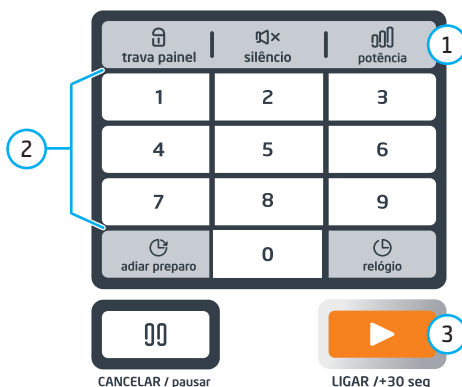 trava painel silêncio potência
1
1 2 3
2
4 5 6
7 8 9
adiar preparo 0 relógio
3
CANCELAR / pausar LIGAR /+30 seg